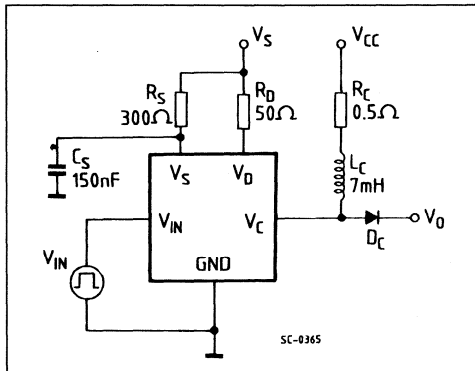 V_S
V_CC
R_S
300Ω
R_D
50Ω
R_C
0.5Ω
C_S
150nF
L_C
7mH
V_S
V_D
V_IN
V_C
V_O
D_C
V_IN
GND
SC-0365